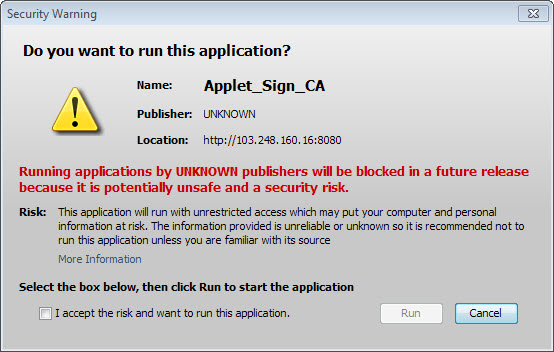 Security Warning
Do you want to run this application?
Name: Applet_Sign_CA
Publisher: UNKNOWN
Location: http://103.248.160.16:8080
Running applications by UNKNOWN publishers will be blocked in a future release
because it is potentially unsafe and a security risk.
Risk: This application will run with unrestricted access which may put your computer and personal
information at risk. The information provided is unreliable or unknown so it is recommended not to
run this application unless you are familiar with its source
More Information
Select the box below, then click Run to start the application
I accept the risk and want to run this application. Run Cancel